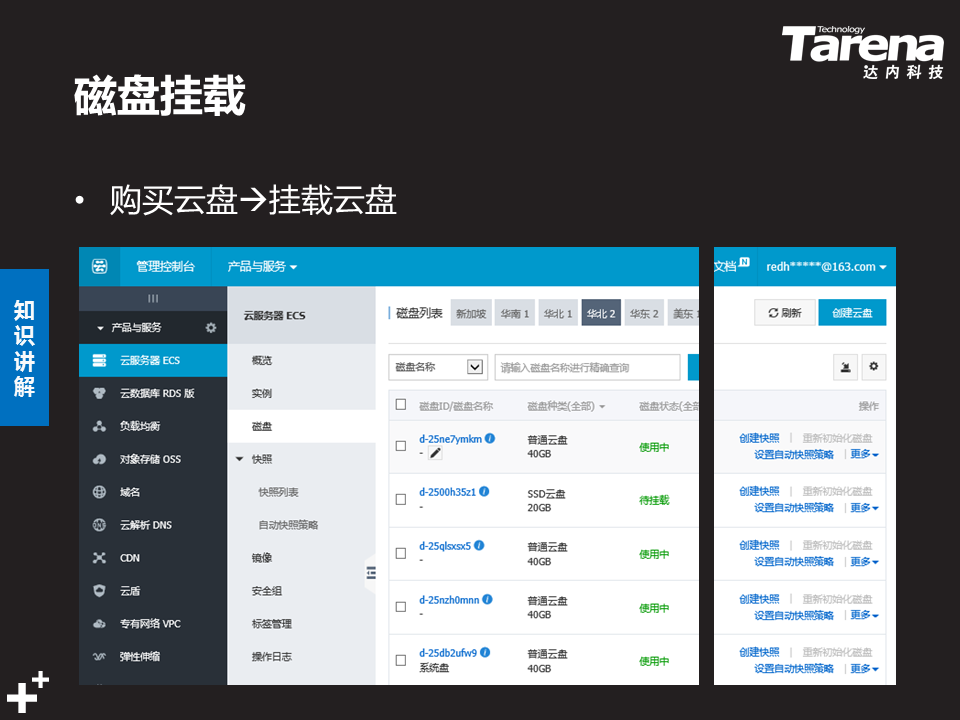 Technology
Tarena
达内科技
磁盘挂载
• 购买云盘→挂载云盘
知识讲解
管理控制台 产品与服务
文档 N redh*****@163.com
产品与服务
云服务器 ECS
云数据库 RDS 版
负载均衡
对象存储 OSS
域名
云解析 DNS
CDN
云盾
专有网络 VPC
弹性伸缩
云服务器 ECS
概览
实例
磁盘
快照
快照列表
自动快照策略
镜像
安全组
标签管理
操作日志
磁盘列表 新加坡 华南 1 华北 1 华北 2 华东 2 美东 1
刷新 创建云盘
磁盘名称 请输入磁盘名称进行精确查询
磁盘ID/磁盘名称 磁盘种类(全部) 磁盘状态(全部 操作
d-25ne7ymkm 普通云盘 使用中 创建快照 | 重新初始化磁盘
- 40GB 设置自动快照策略 | 更多
d-2500h35z1 SSD云盘 待挂载 创建快照 | 重新初始化磁盘
- 20GB 设置自动快照策略 | 更多
d-25qlsxsx5 普通云盘 使用中 创建快照 | 重新初始化磁盘
- 40GB 设置自动快照策略 | 更多
d-25nzh0mnn 普通云盘 使用中 创建快照 | 重新初始化磁盘
- 40GB 设置自动快照策略 | 更多
d-25db2ufw9 普通云盘 使用中 创建快照 | 重新初始化磁盘
系统盘 40GB 设置自动快照策略 | 更多